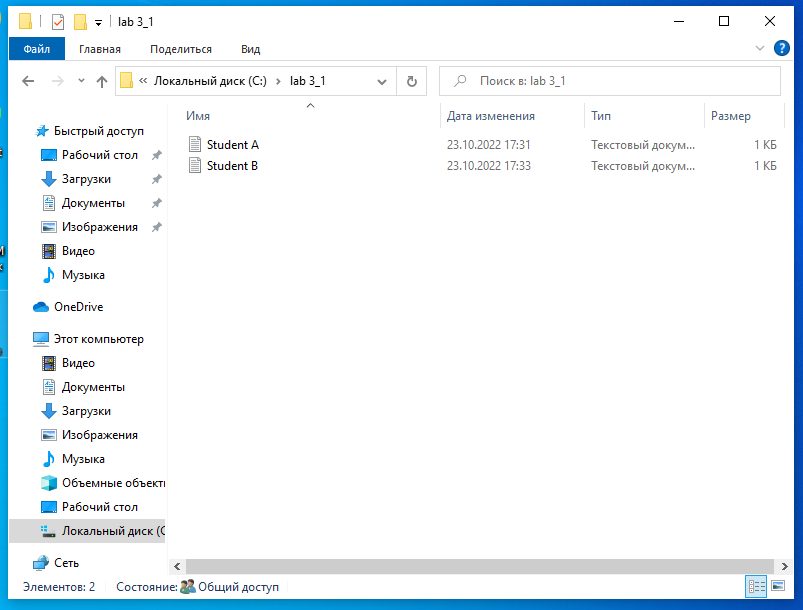 lab 3_1
Файл Главная Поделиться Вид
« Локальный диск (C:) › lab 3_1 Поиск в: lab 3_1
Имя Дата изменения Тип Размер
Student A 23.10.2022 17:31 Текстовый докум... 1 КБ
Student B 23.10.2022 17:33 Текстовый докум... 1 КБ
Быстрый доступ
Рабочий стол
Загрузки
Документы
Изображения
Видео
Музыка
OneDrive
Этот компьютер
Видео
Документы
Загрузки
Изображения
Музыка
Объемные объект
Рабочий стол
Локальный диск (C
Сеть
Элементов: 2 Состояние: Общий доступ